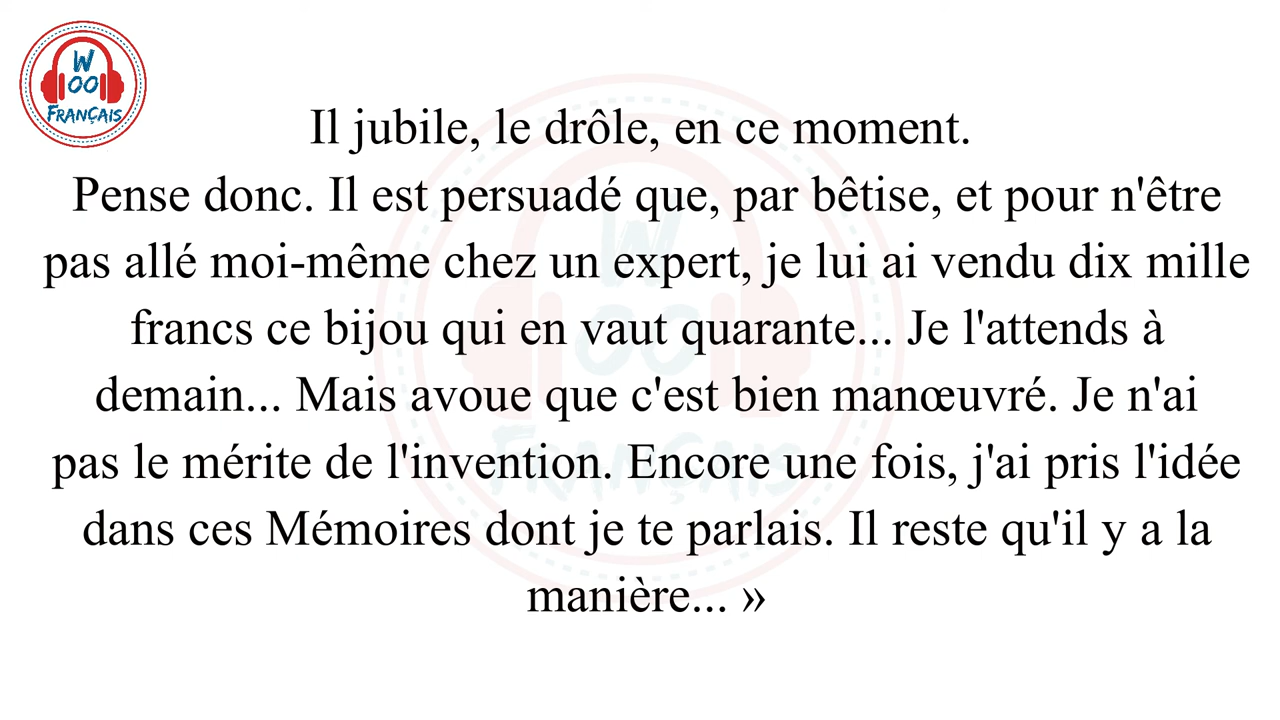 W
OO
FRANÇAIS
Il jubile, le drôle, en ce moment.
Pense donc. Il est persuadé que, par bêtise, et pour n'être
pas allé moi-même chez un expert, je lui ai vendu dix mille
francs ce bijou qui en vaut quarante... Je l'attends à
demain... Mais avoue que c'est bien manœuvré. Je n'ai
pas le mérite de l'invention. Encore une fois, j'ai pris l'idée
dans ces Mémoires dont je te parlais. Il reste qu'il y a la
manière... »